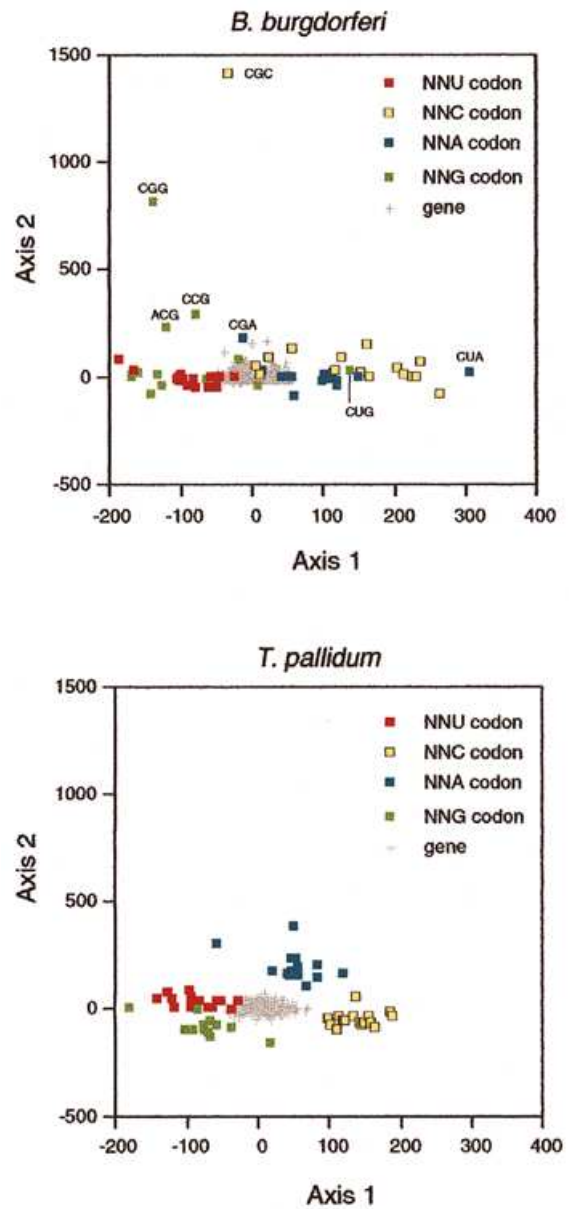 B. burgdorferi
1500
1000
500
0
-500
Axis 2
CGC
NNU codon
NNC codon
NNA codon
NNG codon
gene
CGG
CCG
ACG
CGA
CUA
CUG
-200 -100 0 100 200 300 400
Axis 1
T. pallidum
1500
1000
500
0
-500
Axis 2
NNU codon
NNC codon
NNA codon
NNG codon
gene
-200 -100 0 100 200 300 400
Axis 1